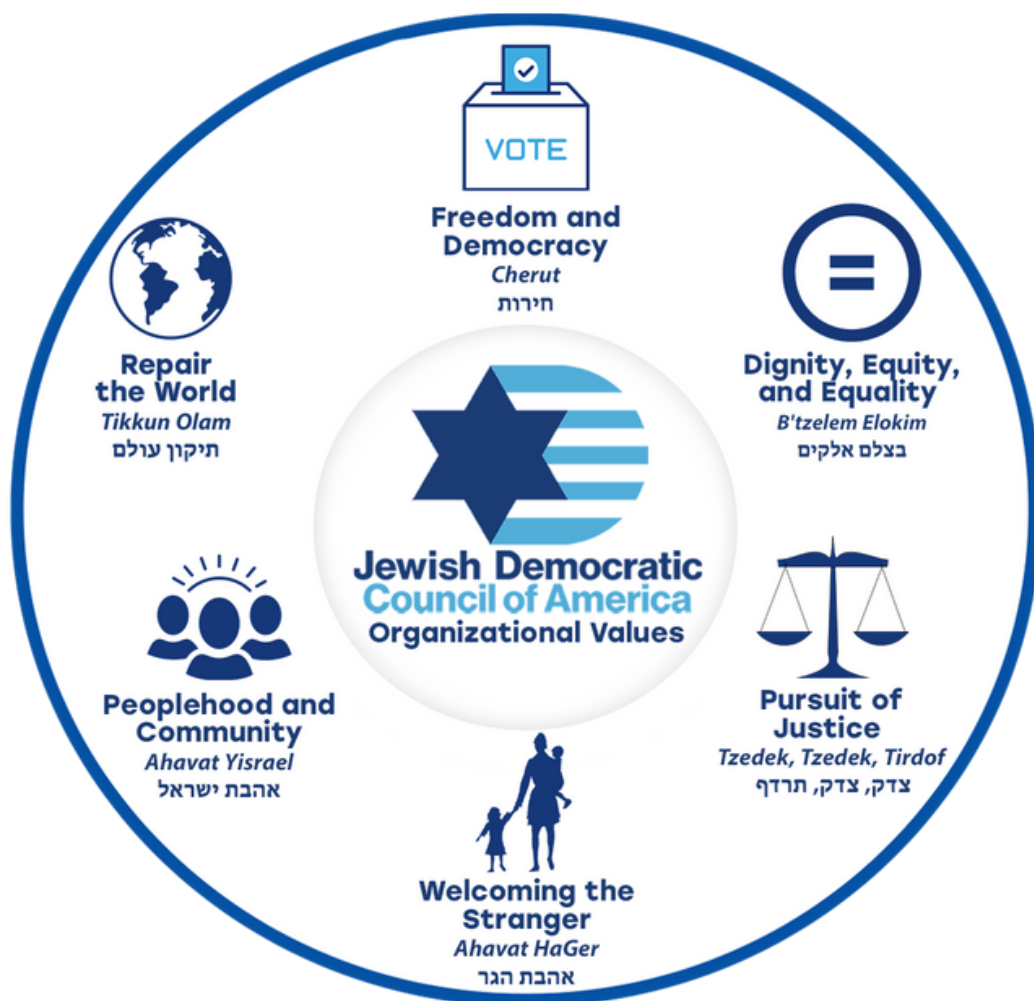 VOTE
Freedom and
Democracy
Cherut
חירות
Dignity, Equity,
and Equality
B'tzelem Elokim
בצלם אלקים
Pursuit of
Justice
Tzedek, Tzedek, Tirdof
צדק, צדק, תרדף
Welcoming the
Stranger
Ahavat HaGer
אהבת הגר
Peoplehood and
Community
Ahavat Yisrael
אהבת ישראל
Repair
the World
Tikkun Olam
תיקון עולם
Jewish Democratic
Council of America
Organizational Values